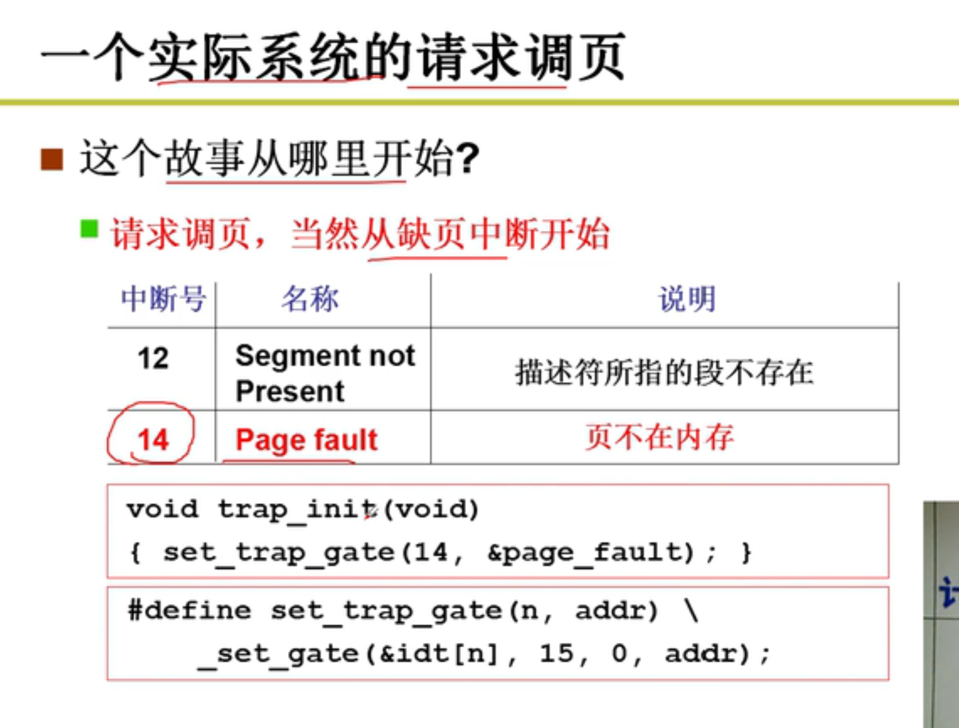 一个实际系统的请求调页
这个故事从哪里开始?
请求调页，当然从缺页中断开始
中断号 名称 说明
12 Segment not Present 描述符所指的段不存在
14 Page fault 页不在内存
void trap_init(void)
{ set_trap_gate(14, &page_fault); }
#define set_trap_gate(n, addr) \
_set_gate(&idt[n], 15, 0, addr);